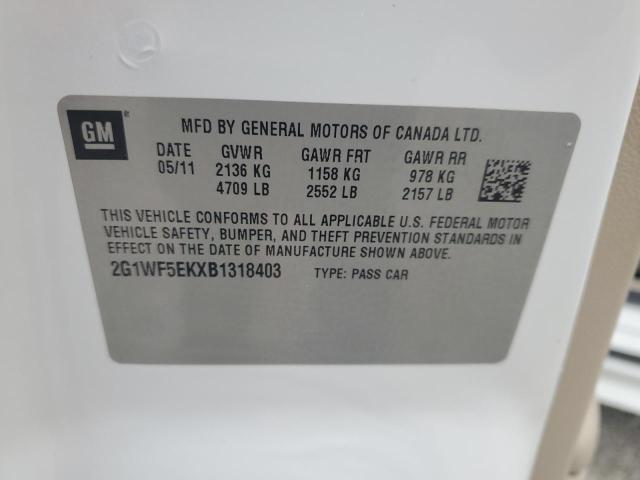 GM
MFD BY GENERAL MOTORS OF CANADA LTD.
DATE GVWR GAWR FRT GAWR RR
05/11 2136 KG 1158 KG 978 KG
4709 LB 2552 LB 2157 LB
THIS VEHICLE CONFORMS TO ALL APPLICABLE U.S. FEDERAL MOTOR
VEHICLE SAFETY, BUMPER, AND THEFT PREVENTION STANDARDS IN
EFFECT ON THE DATE OF MANUFACTURE SHOWN ABOVE.
2G1WF5EKXB1318403 TYPE: PASS CAR